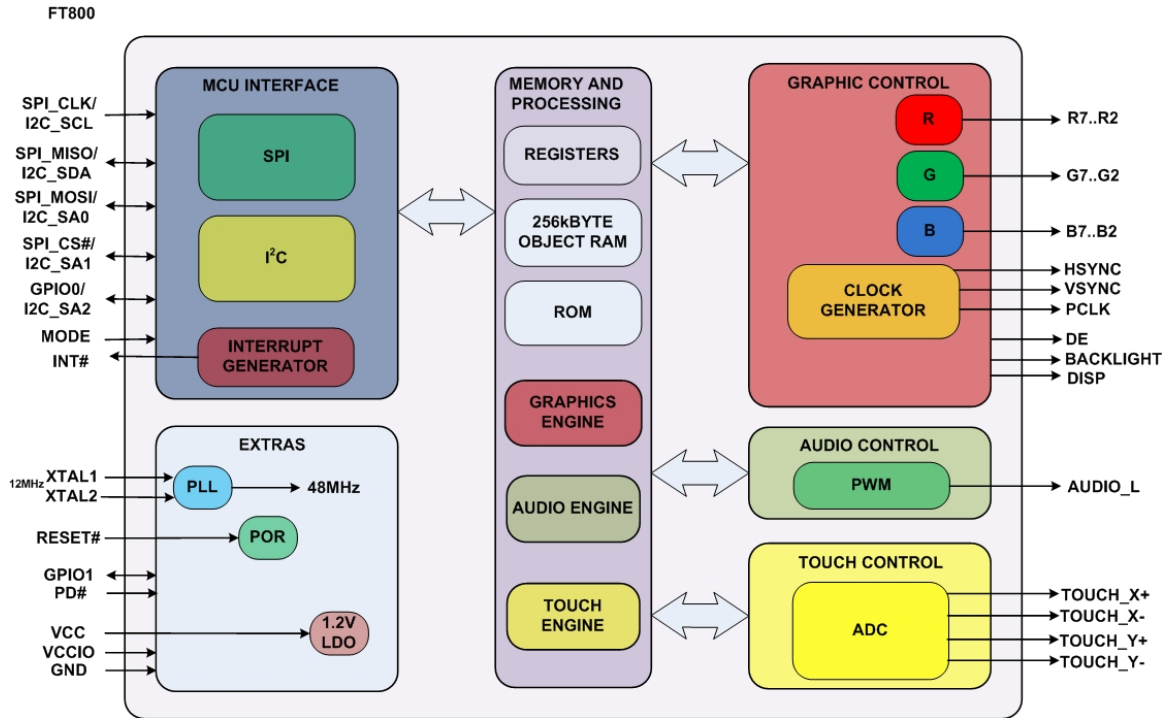 FT800
MCU INTERFACE
SPI_CLK/
I2C_SCL
SPI_MISO/
I2C_SDA
SPI_MOSI/
I2C_SA0
SPI_CS#/
I2C_SA1
GPIO0/
I2C_SA2
MODE
INT#
SPI
I²C
INTERRUPT
GENERATOR
EXTRAS
12MHz XTAL1
XTAL2
PLL
48MHz
RESET#
POR
GPIO1
PD#
VCC
VCCIO
GND
1.2V
LDO
MEMORY AND
PROCESSING
REGISTERS
256kBYTE
OBJECT RAM
ROM
GRAPHICS
ENGINE
AUDIO ENGINE
TOUCH
ENGINE
GRAPHIC CONTROL
R
R7..R2
G
G7..G2
B
B7..B2
CLOCK
GENERATOR
HSYNC
VSYNC
PCLK
DE
BACKLIGHT
DISP
AUDIO CONTROL
PWM
AUDIO_L
TOUCH CONTROL
ADC
TOUCH_X+
TOUCH_X-
TOUCH_Y+
TOUCH_Y-